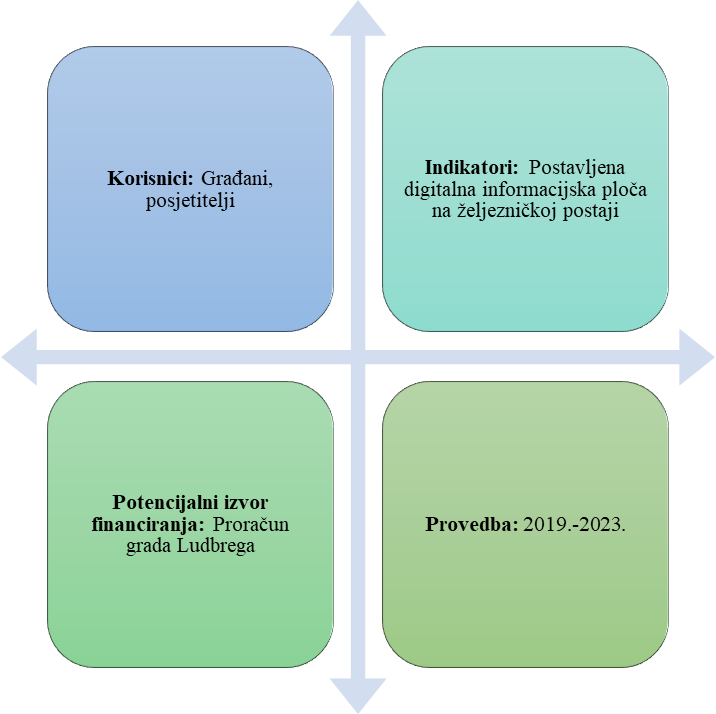 Korisnici: Građani,
posjetitelji
Indikatori: Postavljena
digitalna informacijska ploča
na željezničkoj postaji
Potencijalni izvor
financiranja: Proračun
grada Ludbrega
Provedba: 2019.-2023.